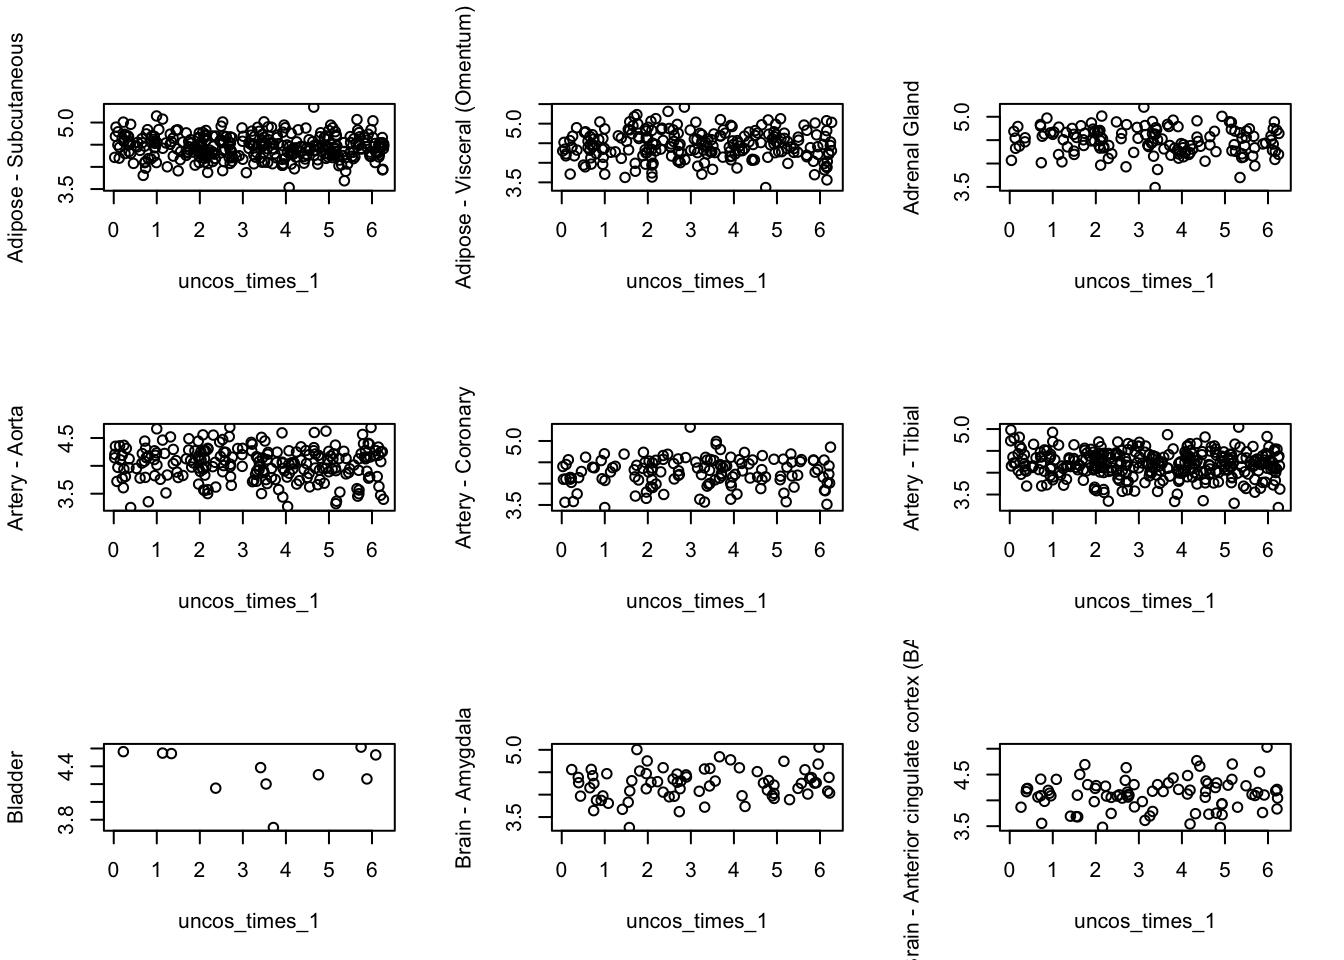 Adipose - Subcutaneous
3.5 5.0
0 1 2 3 4 5 6
uncos_times_1
Adipose - Visceral (Omentum)
3.5 5.0
0 1 2 3 4 5 6
uncos_times_1
Adrenal Gland
3.5 5.0
0 1 2 3 4 5 6
uncos_times_1
Artery - Aorta
3.5 4.5
0 1 2 3 4 5 6
uncos_times_1
Artery - Coronary
3.5 5.0
0 1 2 3 4 5 6
uncos_times_1
Artery - Tibial
3.5 5.0
0 1 2 3 4 5 6
uncos_times_1
Bladder
3.8 4.4
0 1 2 3 4 5 6
uncos_times_1
Brain - Amygdala
3.5 5.0
0 1 2 3 4 5 6
uncos_times_1
rain - Anterior cingulate cortex (BA
3.5 4.5
0 1 2 3 4 5 6
uncos_times_1